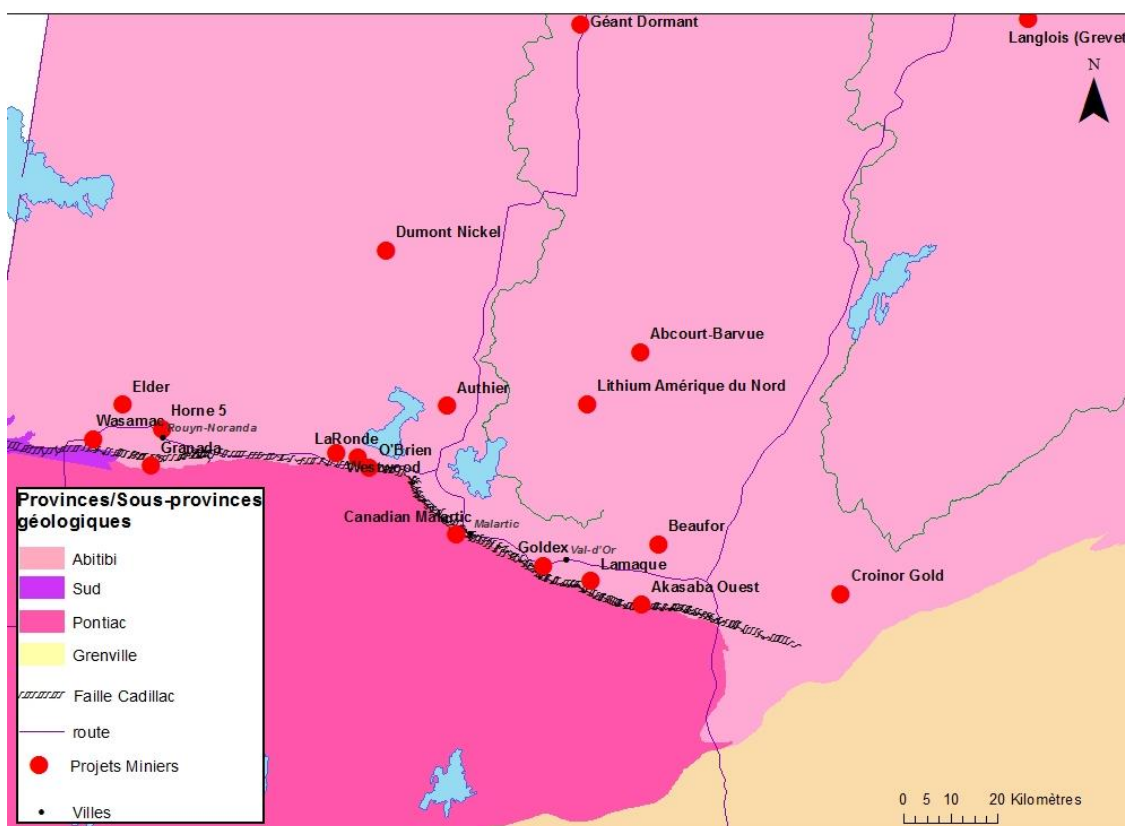 Géant Dormant
Langlois (Grevet
N
Dumont Nickel
Abcourt-Barvue
Elder
Authier
Lithium Amérique du Nord
Horne 5
Wasamac
Rouyn-Noranda
Granada
LaRonde
O'Brien
Westwood
Provinces/Sous-provinces
géologiques
Abitibi
Sud
Pontiac
Grenville
Faille Cadillac
route
Projets Miniers
Villes
Canadian Malartic
Malartic
Goldex
Val-d'Or
Beaufor
Lamaque
Akasaba Ouest
Croinor Gold
0 5 10 20 Kilomètres